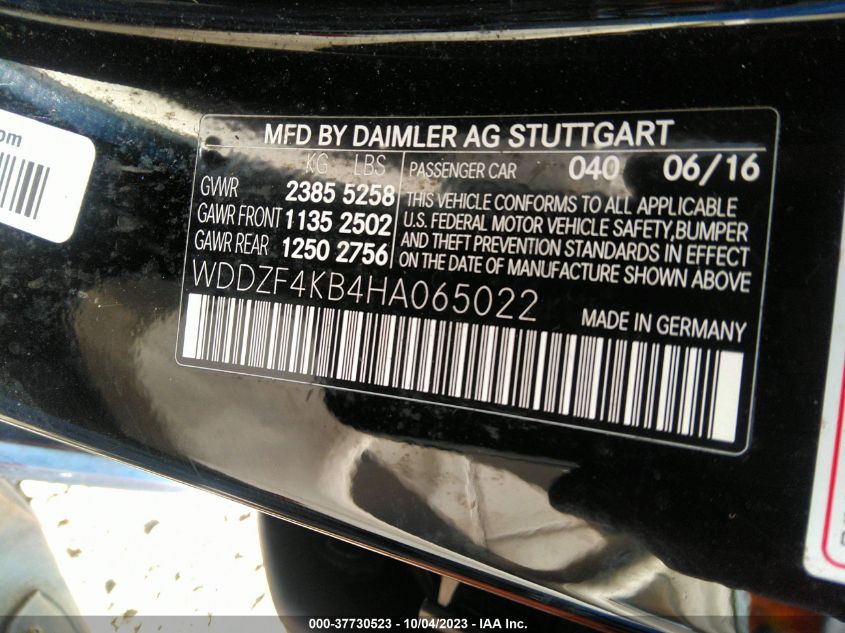 om
MFD BY DAIMLER AG STUTTGART
KG LBS
PASSENGER CAR 040 06/16
GVWR 2385 5258
GAWR FRONT 1135 2502
GAWR REAR 1250 2756
THIS VEHICLE CONFORMS TO ALL APPLICABLE
U.S. FEDERAL MOTOR VEHICLE SAFETY,BUMPER
AND THEFT PREVENTION STANDARDS IN EFFECT
ON THE DATE OF MANUFACTURE SHOWN ABOVE
WDDZF4KB4HA065022
MADE IN GERMANY
000-37730523 - 10/04/2023 - IAA Inc.